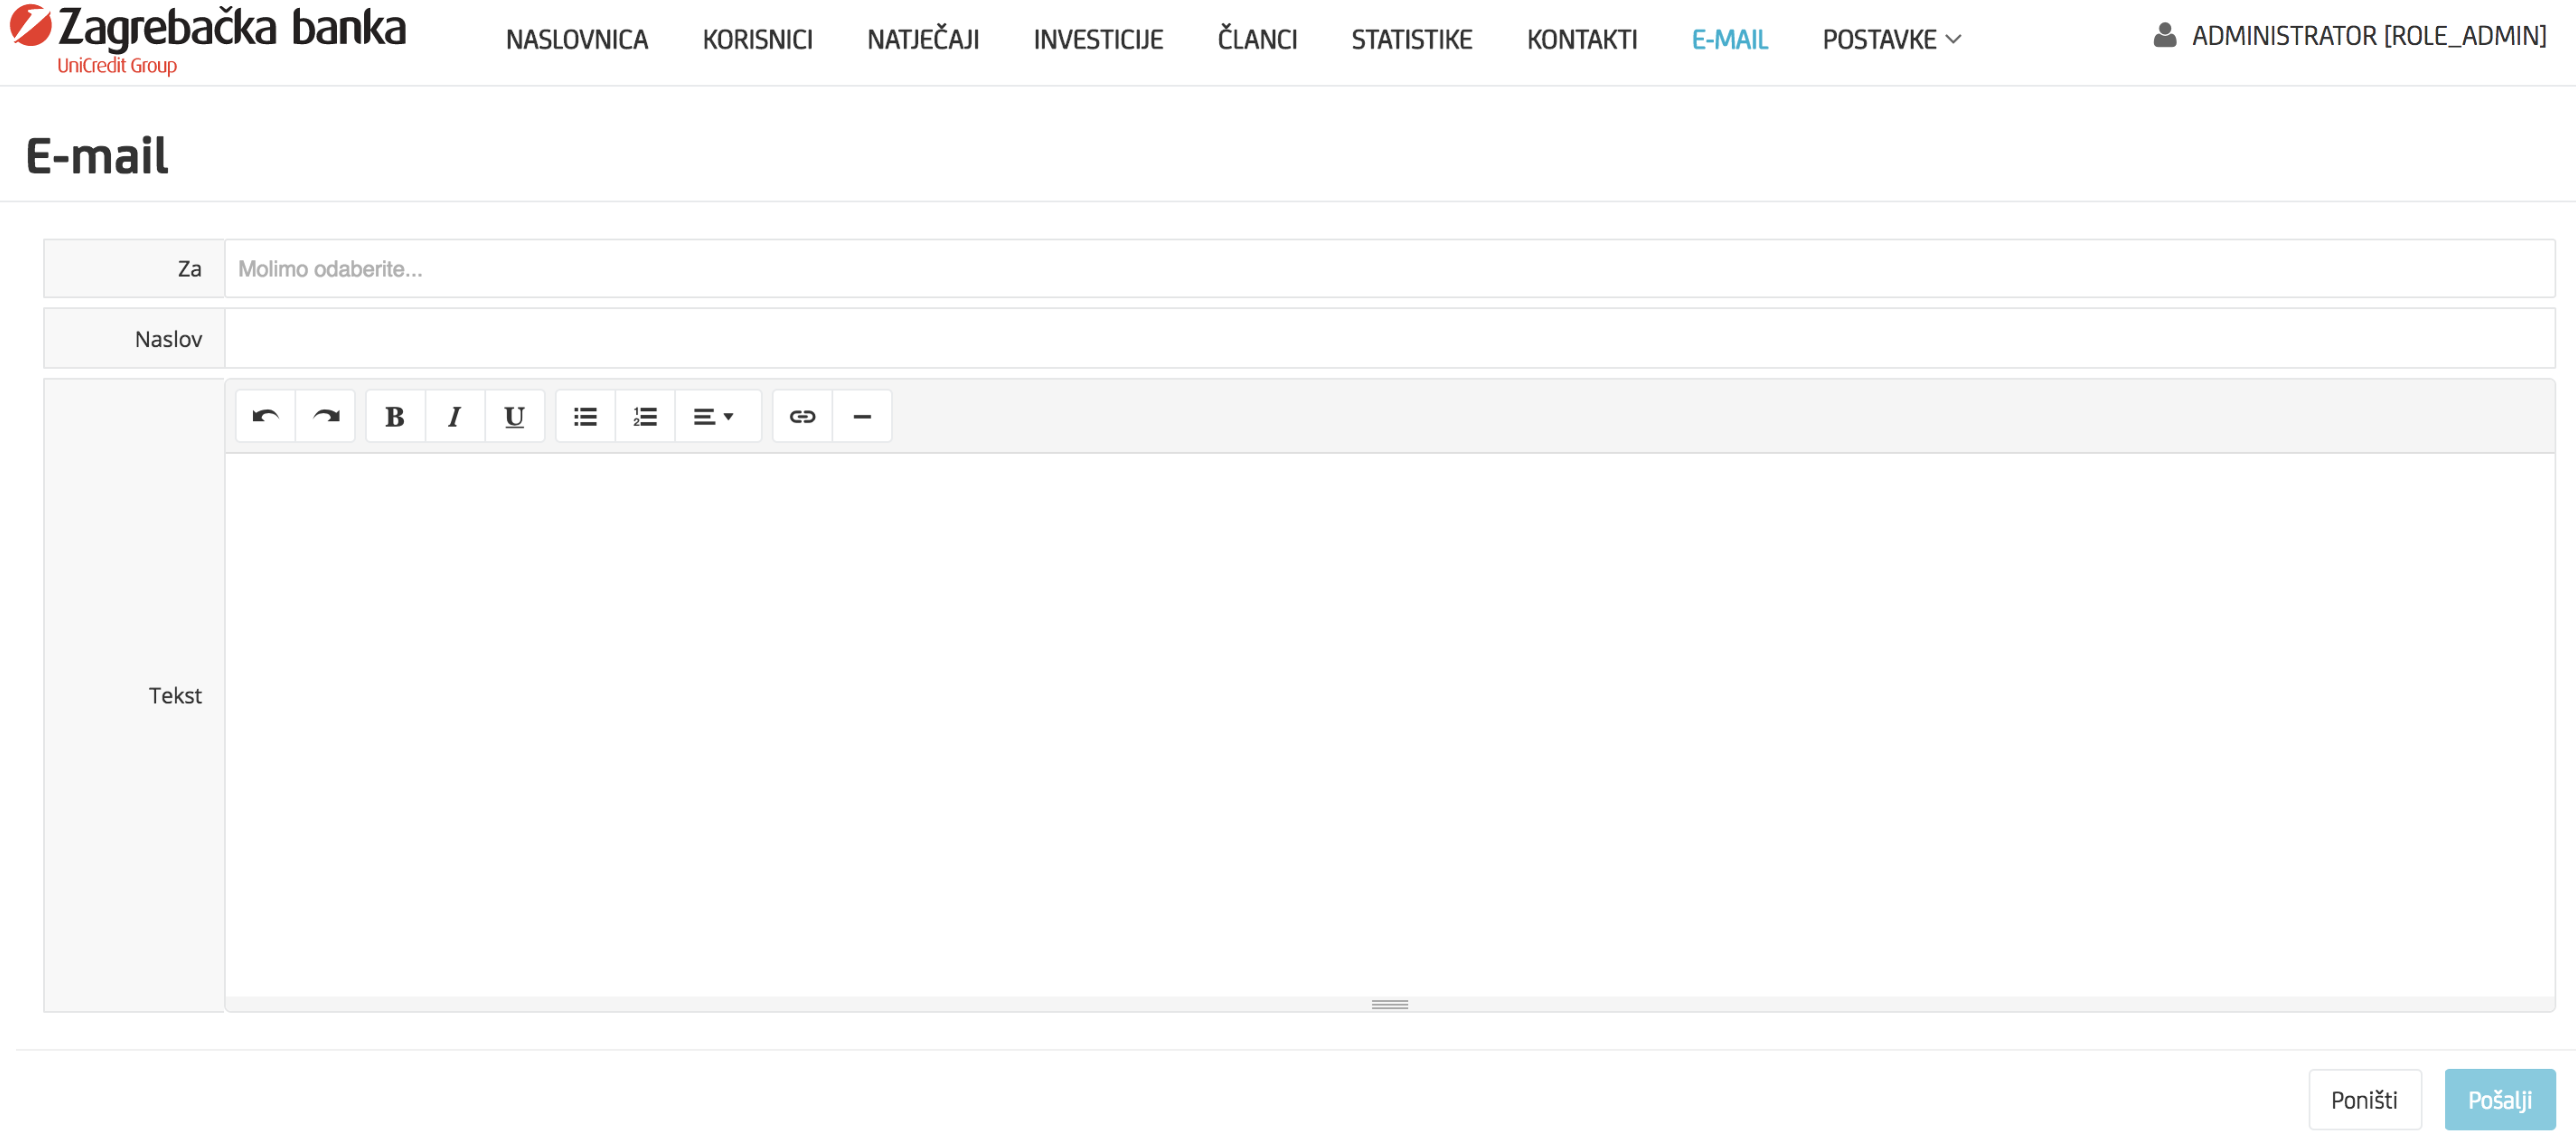 Zagrebačka banka
UniCredit Group
NASLOVNICA KORISNICI NATJEČAJI INVESTICIJE ČLANCI STATISTIKE KONTAKTI E-MAIL POSTAVKE
ADMINISTRATOR [ROLE_ADMIN]
E-mail
Za
Molimo odaberite...
Naslov
B I U
Tekst
Poništi
Pošalji